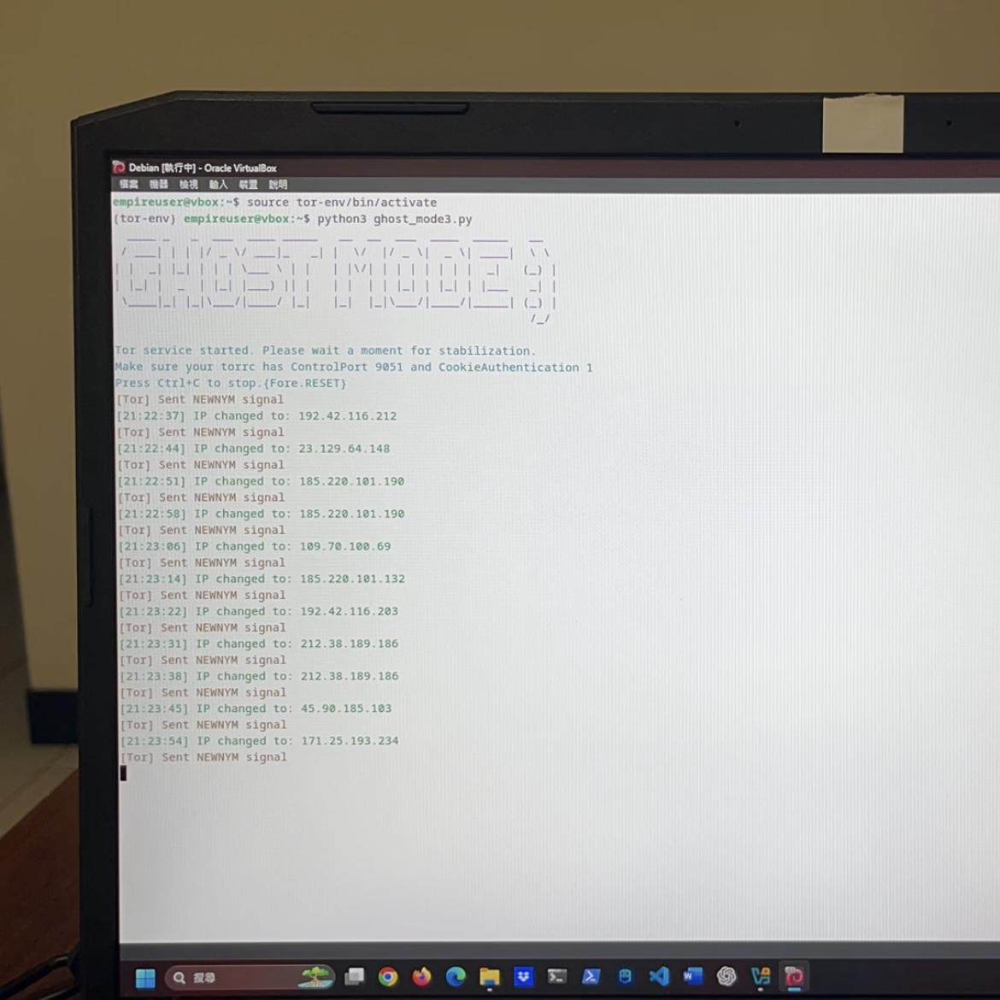 Debian [執行中] - Oracle VirtualBox
檔案 機器 檢視 輸入 裝置 說明
empireuser@vbox:~$ source tor-env/bin/activate
(tor-env) empireuser@vbox:~$ python3 ghost_mode3.py
GHOST MODE ;)
Tor service started. Please wait a moment for stabilization.
Make sure your torrc has ControlPort 9051 and CookieAuthentication 1
Press Ctrl+C to stop.{Fore.RESET}
[Tor] Sent NEWNYM signal
[21:22:37] IP changed to: 192.42.116.212
[Tor] Sent NEWNYM signal
[21:22:44] IP changed to: 23.129.64.148
[Tor] Sent NEWNYM signal
[21:22:51] IP changed to: 185.220.101.190
[Tor] Sent NEWNYM signal
[21:22:58] IP changed to: 185.220.101.190
[Tor] Sent NEWNYM signal
[21:23:06] IP changed to: 109.70.100.69
[Tor] Sent NEWNYM signal
[21:23:14] IP changed to: 185.220.101.132
[Tor] Sent NEWNYM signal
[21:23:22] IP changed to: 192.42.116.203
[Tor] Sent NEWNYM signal
[21:23:31] IP changed to: 212.38.189.186
[Tor] Sent NEWNYM signal
[21:23:38] IP changed to: 212.38.189.186
[Tor] Sent NEWNYM signal
[21:23:45] IP changed to: 45.90.185.103
[Tor] Sent NEWNYM signal
[21:23:54] IP changed to: 171.25.193.234
[Tor] Sent NEWNYM signal
搜尋